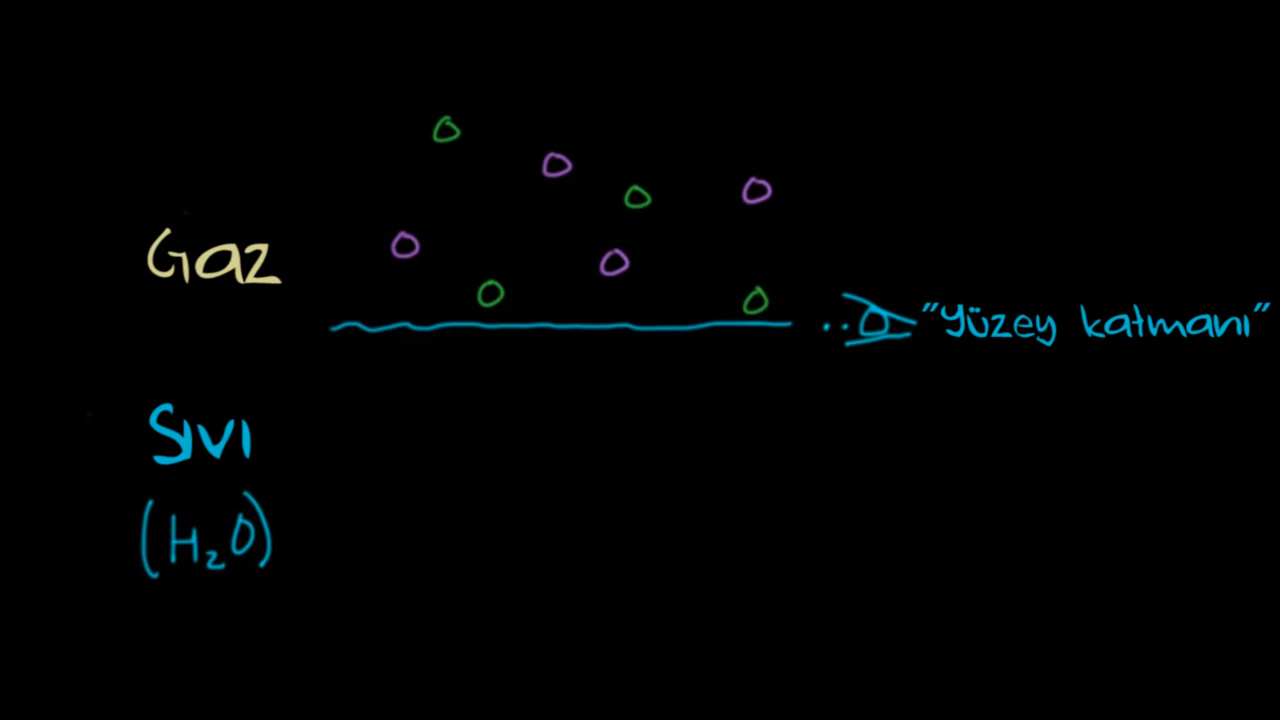 Gaz
"Yüzey katmanı"
Sıvı
(H₂O)